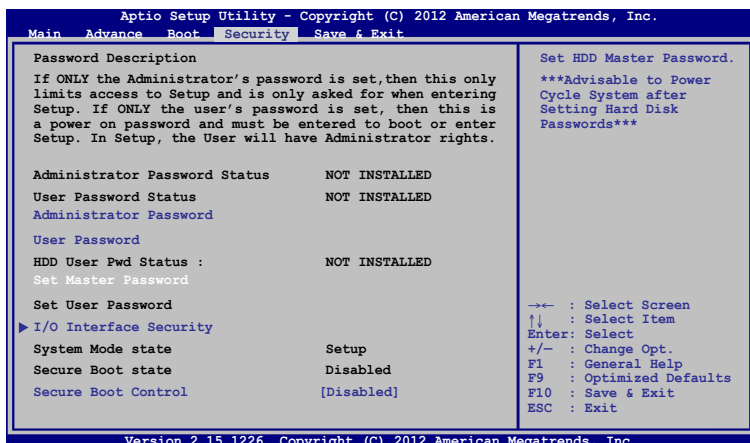 Aptio Setup Utility - Copyright (C) 2012 American Megatrends, Inc.
Main Advance Boot Security Save & Exit
Password Description
If ONLY the Administrator's password is set,then this only
limits access to Setup and is only asked for when entering
Setup. If ONLY the user's password is set, then this is
a power on password and must be entered to boot or enter
Setup. In Setup, the User will have Administrator rights.
Administrator Password Status NOT INSTALLED
User Password Status NOT INSTALLED
Administrator Password
User Password
HDD User Pwd Status : NOT INSTALLED
Set Master Password
Set User Password
I/O Interface Security
System Mode state Setup
Secure Boot state Disabled
Secure Boot Control [Disabled]
Set HDD Master Password.
***Advisable to Power
Cycle System after
Setting Hard Disk
Passwords***
→← : Select Screen
↑↓ : Select Item
Enter: Select
+/— : Change Opt.
F1 : General Help
F9 : Optimized Defaults
F10 : Save & Exit
ESC : Exit
Version 2.15.1226. Copyright (C) 2012 American Megatrends, Inc.